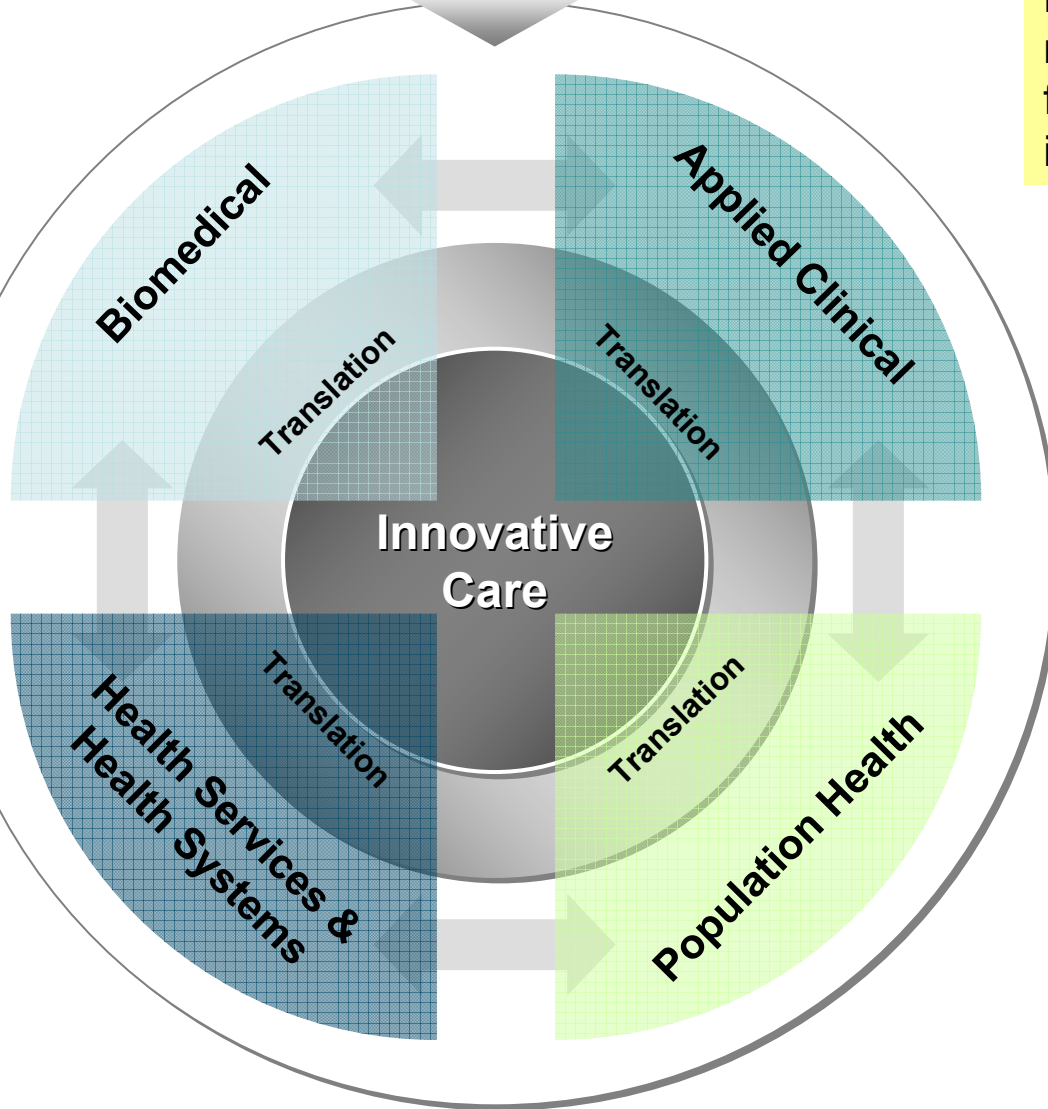 Biomedical
Applied Clinical
Translation
Translation
Innovative
Care
Translation
Translation
Health Services &
Health Systems
Population Health